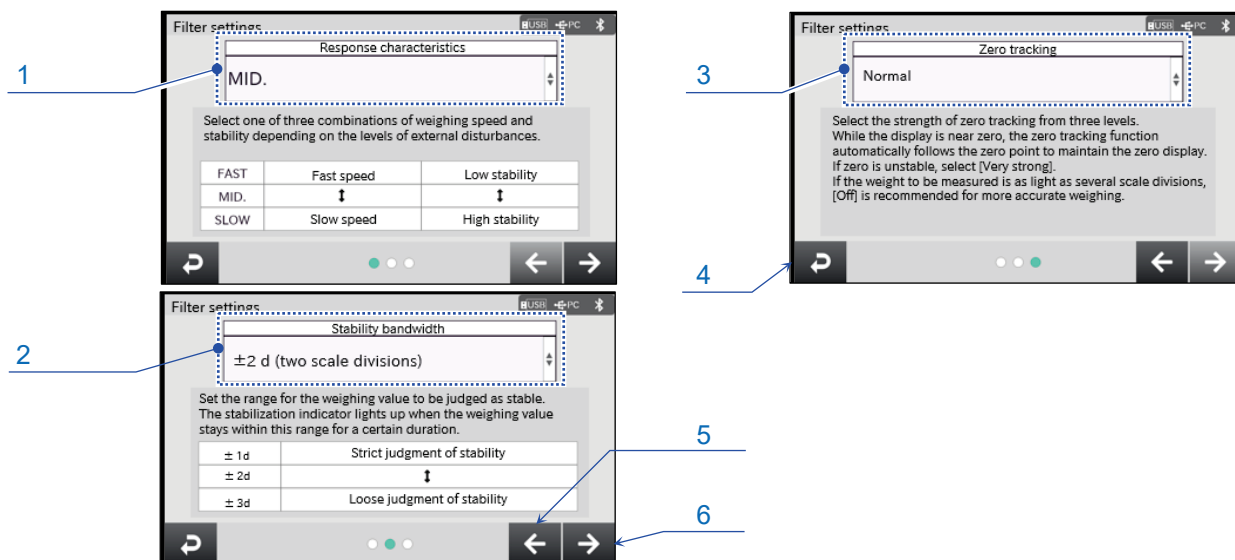 Filter settings
USB PC
Response characteristics
1
MID.
Select one of three combinations of weighing speed and
stability depending on the levels of external disturbances.
FAST Fast speed Low stability
MID.
SLOW Slow speed High stability
Filter settings
USB PC
Stability bandwidth
2
±2 d (two scale divisions)
Set the range for the weighing value to be judged as stable.
The stabilization indicator lights up when the weighing value
stays within this range for a certain duration.
± 1d Strict judgment of stability
± 2d
± 3d Loose judgment of stability
5
6
Filter settings
USB PC
Zero tracking
3
Normal
Select the strength of zero tracking from three levels.
While the display is near zero, the zero tracking function
automatically follows the zero point to maintain the zero display.
If zero is unstable, select [Very strong].
If the weight to be measured is as light as several scale divisions,
[Off] is recommended for more accurate weighing.
4